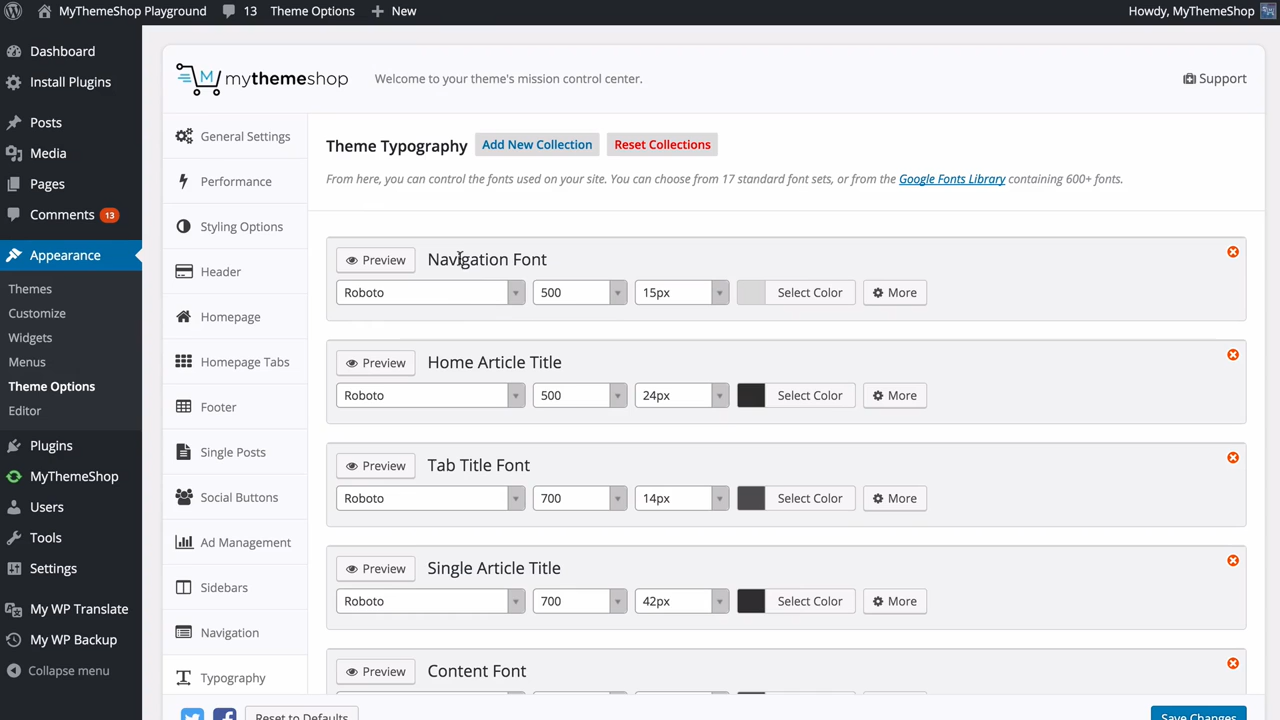 MyThemeShop Playground 13 Theme Options New Howdy, MyThemeShop
Dashboard
Install Plugins
Posts
Media
Pages
Comments 13
Appearance
Themes
Customize
Widgets
Menus
Theme Options
Editor
Plugins
MyThemeShop
Users
Tools
Settings
My WP Translate
My WP Backup
Collapse menu
M mythemeshop Welcome to your theme's mission control center. Support
General Settings
Performance
Styling Options
Header
Homepage
Homepage Tabs
Footer
Single Posts
Social Buttons
Ad Management
Sidebars
Navigation
Typography
Theme Typography Add New Collection Reset Collections
From here, you can control the fonts used on your site. You can choose from 17 standard font sets, or from the Google Fonts Library containing 600+ fonts.
Preview Navigation Font
Roboto 500 15px Select Color More
Preview Home Article Title
Roboto 500 24px Select Color More
Preview Tab Title Font
Roboto 700 14px Select Color More
Preview Single Article Title
Roboto 700 42px Select Color More
Preview Content Font
Reset to Defaults Save Changes